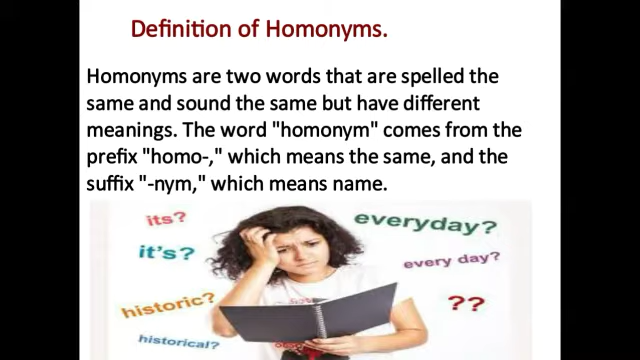 Definition of Homonyms.
Homonyms are two words that are spelled the
same and sound the same but have different
meanings. The word "homonym" comes from the
prefix "homo-," which means the same, and the
suffix "-nym," which means name.
its?
everyday?
it's?
every day?
historic?
??
historical?